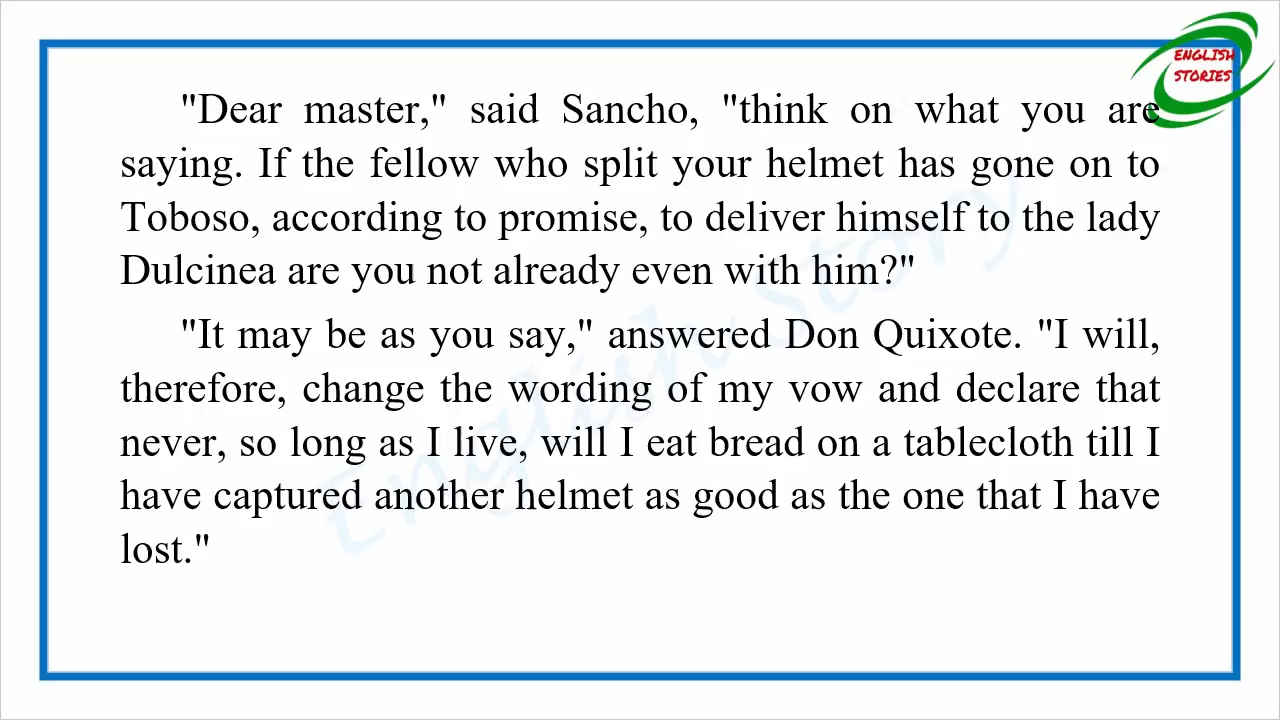 ENGLISH
STORIES
"Dear master," said Sancho, "think on what you are
saying. If the fellow who split your helmet has gone on to
Toboso, according to promise, to deliver himself to the lady
Dulcinea are you not already even with him?"
"It may be as you say," answered Don Quixote. "I will,
therefore, change the wording of my vow and declare that
never, so long as I live, will I eat bread on a tablecloth till I
have captured another helmet as good as the one that I have
lost."
English Story